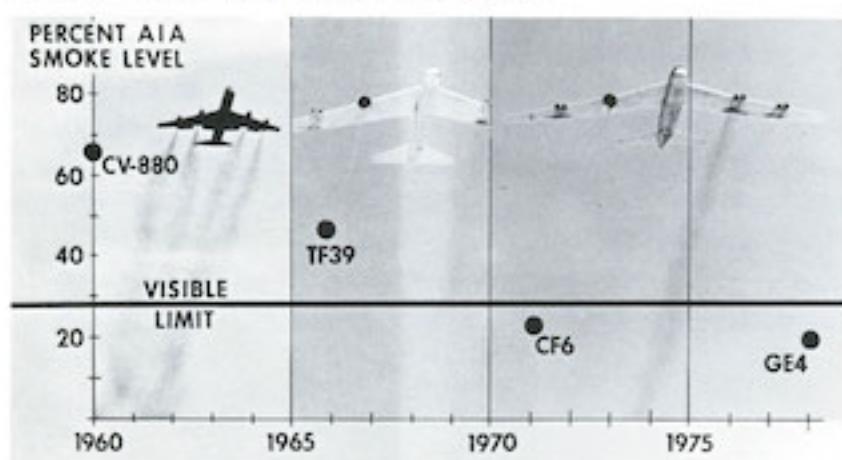 PERCENT AIA
SMOKE LEVEL
80
CV-880
60
TF39
40
VISIBLE
LIMIT
20
CF6
GE4
1960
1965
1970
1975